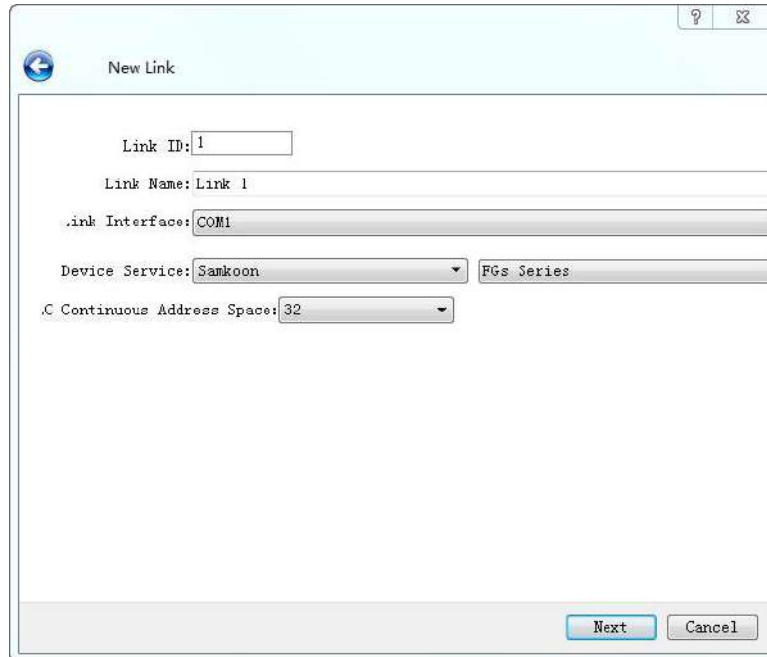 New Link
Link ID: 1
Link Name: Link 1
.ink Interface: COM1
Device Service: Samkoon FGs Series
.C Continuous Address Space: 32
Next Cancel